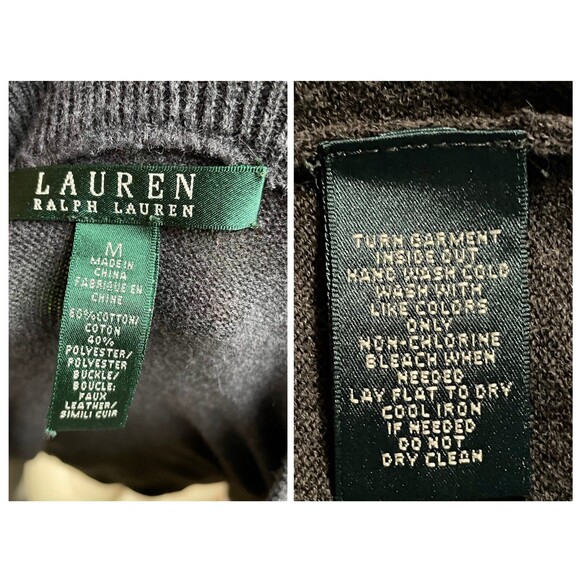 LAUREN
RALPH LAUREN
M
MADE IN
CHINA
FABRIQUE EN
CHINE
60%COTTON/
COTON
40%
POLYESTER/
POLYESTER
BUCKLE/
BOUCLE:
FAUX
LEATHER/
SIMILI CUIR
TURN GARMENT
INSIDE OUT
HAND WASH COLD
WASH WITH
LIKE COLORS
ONLY
NON-CHLORINE
BLEACH WHEN
NEEDED
LAY FLAT TO DRY
COOL IRON
IF NEEDED
DO NOT
DRY CLEAN